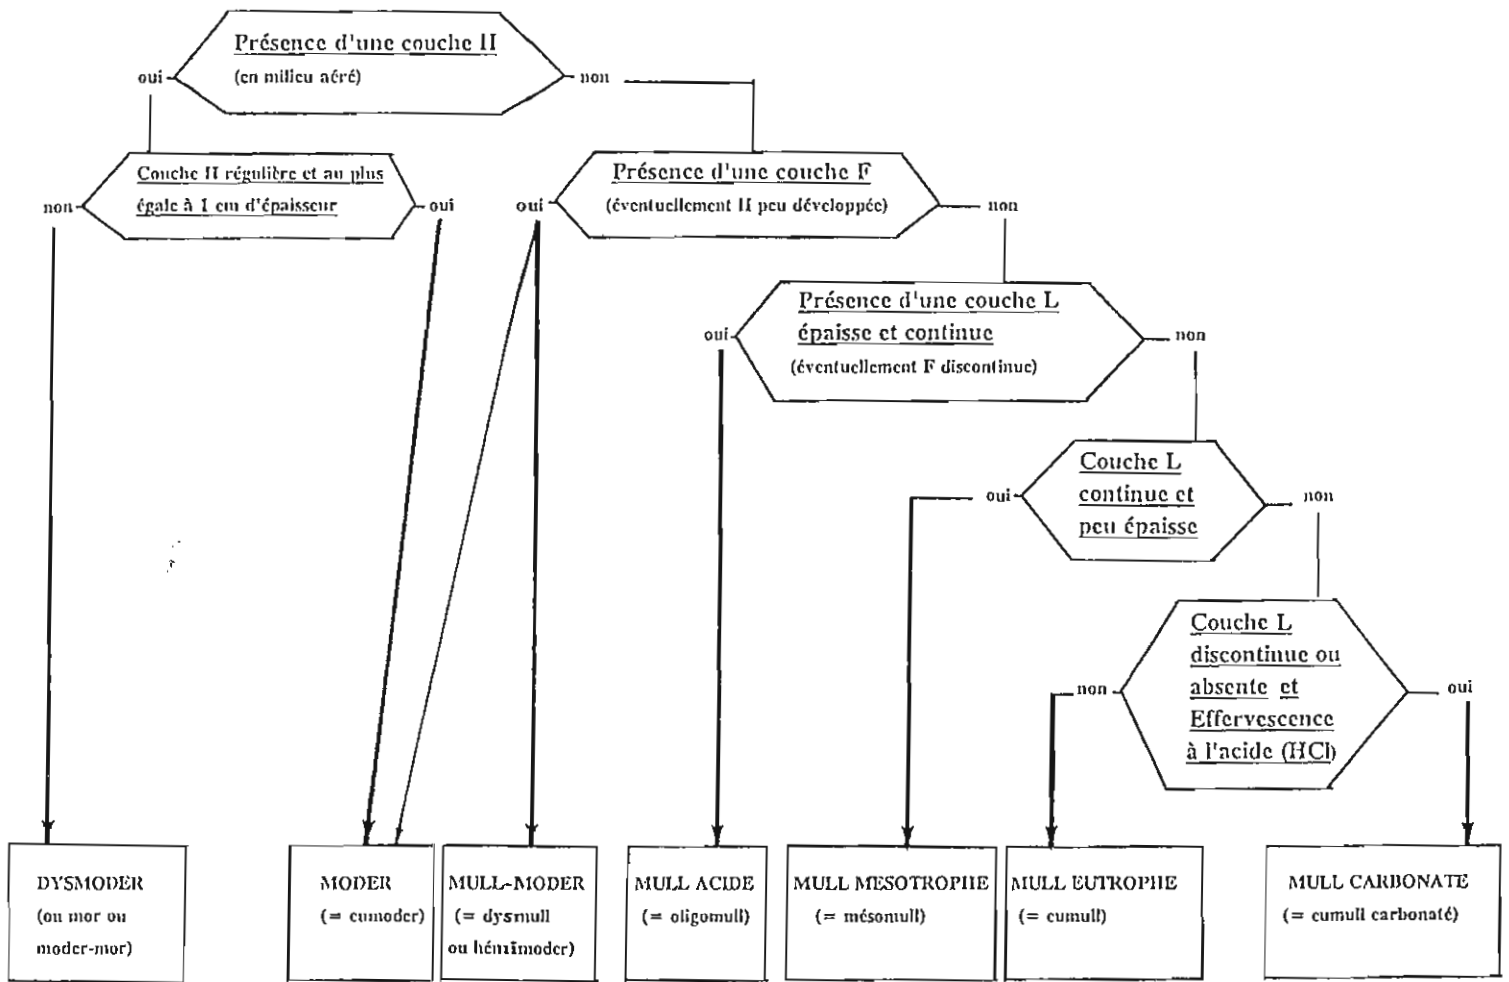 Présence d'une couche H
(en milieu aéré)
oui
non
Couche H régulière et au plus
égale à 1 cm d'épaisseur
non
oui
Présence d'une couche F
(éventuellement H peu développée)
oui
non
Présence d'une couche L
épaisse et continue
(éventuellement F discontinue)
oui
non
Couche L
continue et
peu épaisse
oui
non
Couche L
discontinue ou
absente et
Effervescence
à l'acide (HCl)
non
oui
DYSMODER
(ou mor ou
moder-mor)
MODER
(= eumoder)
MULL-MODER
(= dysmull
ou hémimoder)
MULL ACIDE
(= oligomull)
MULL MESOTROPHE
(= mésomull)
MULL EUTROPHE
(= eumull)
MULL CARBONATE
(= eumull carbonaté)